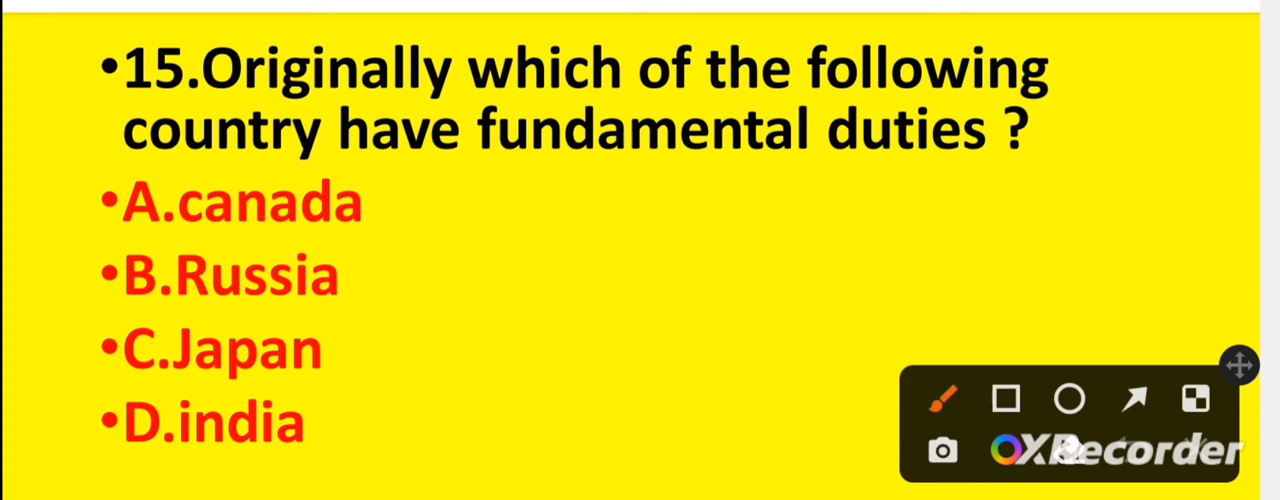 •15.Originally which of the following
country have fundamental duties ?
•A.canada
•B.Russia
•C.Japan
•D.india
XRecorder